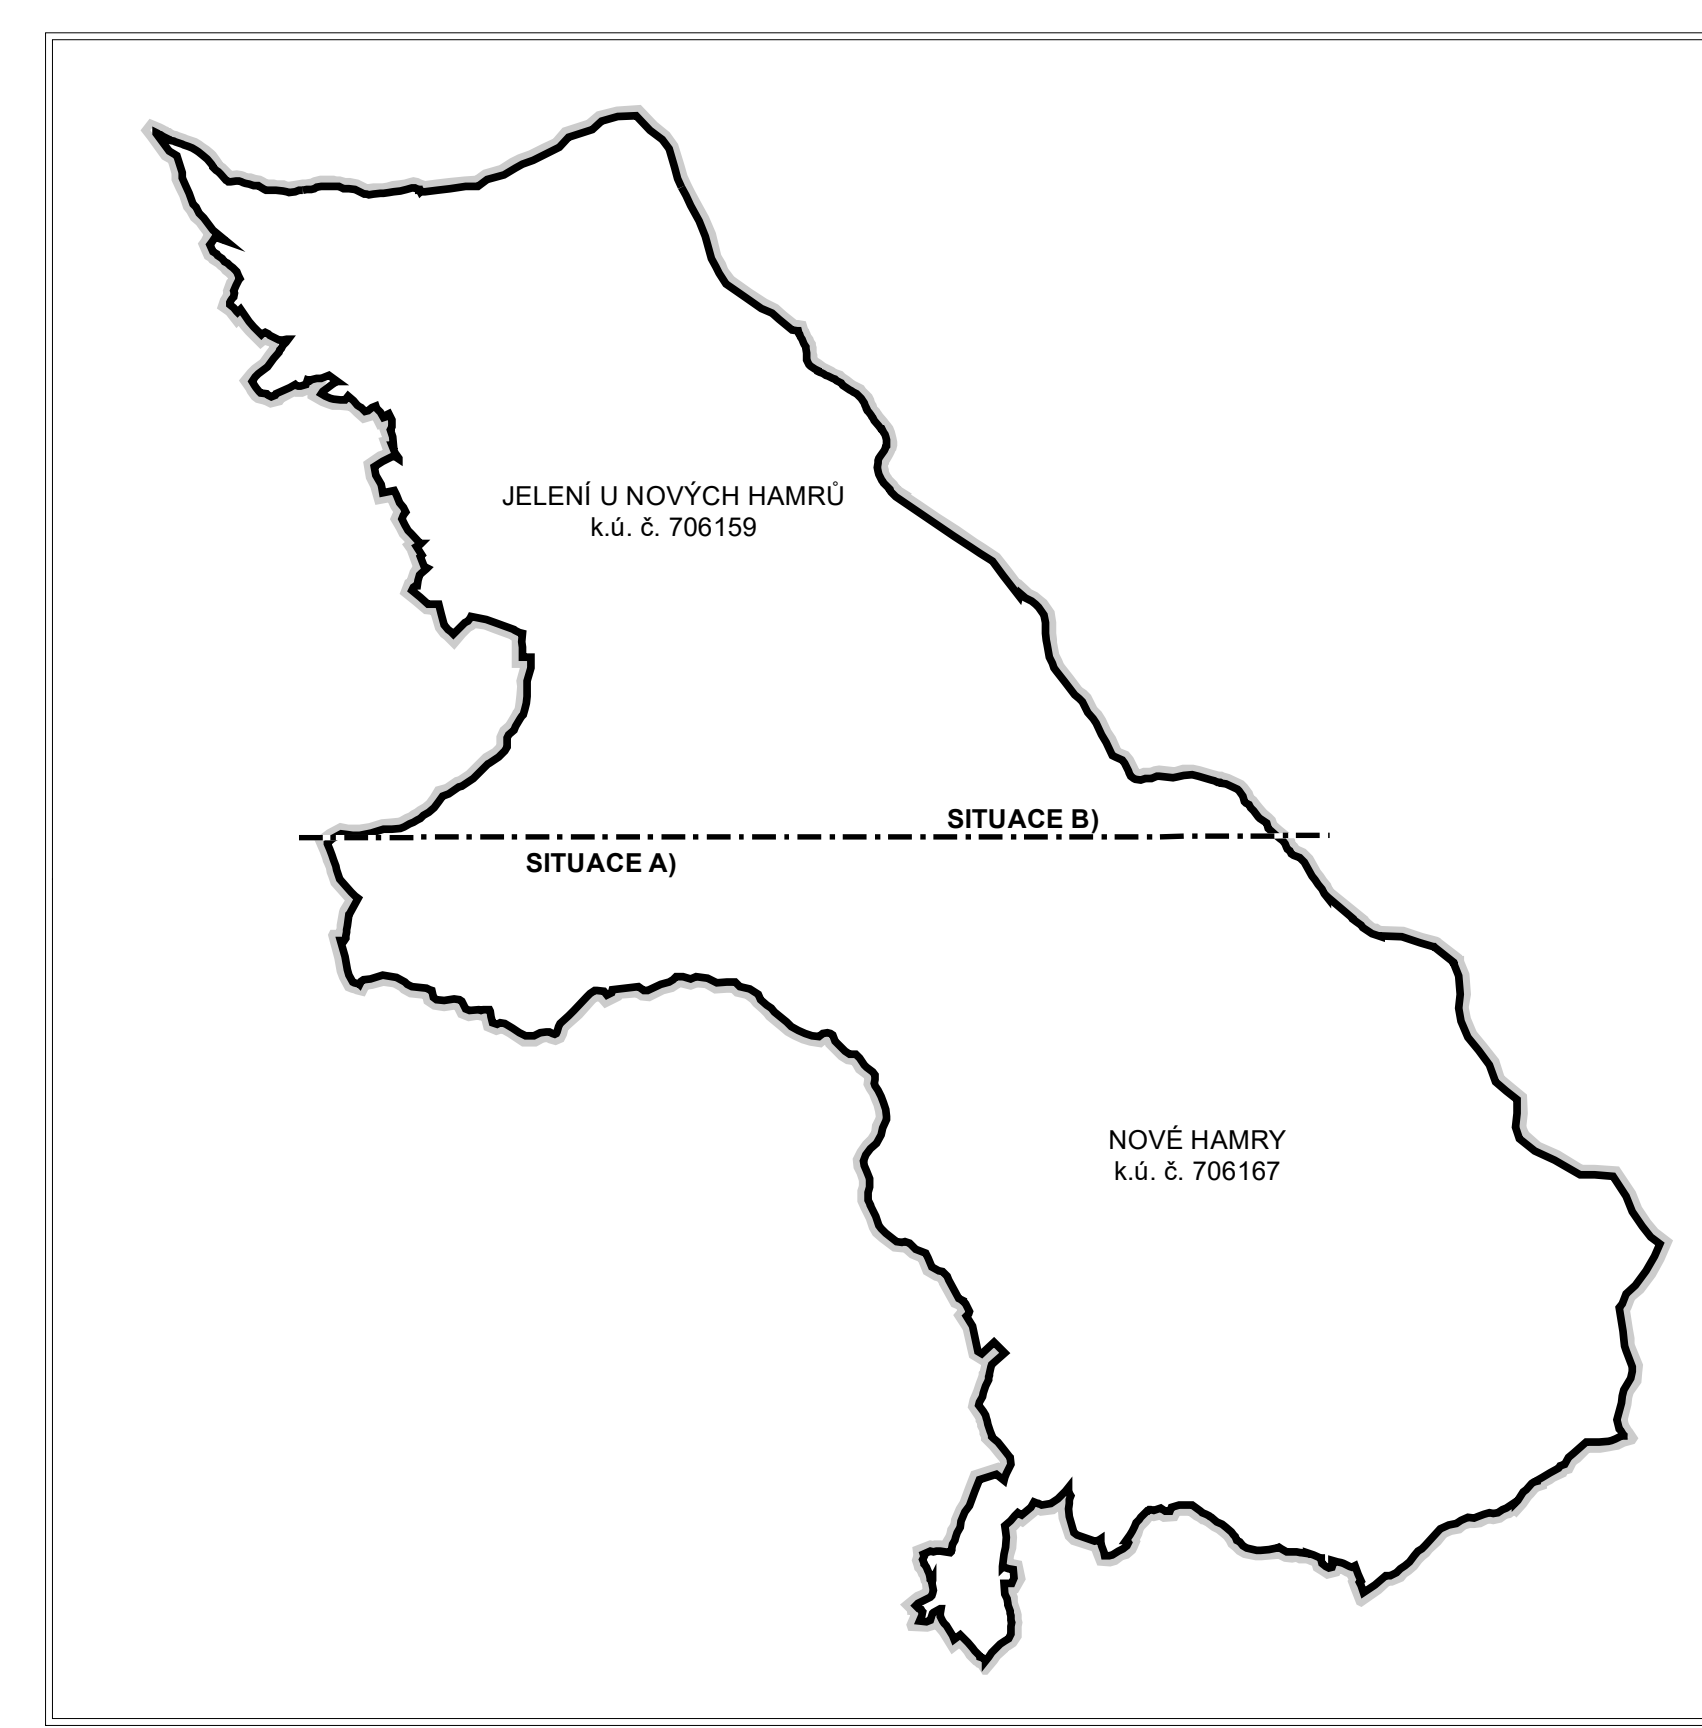 JELENÍ U NOVÝCH HAMRŮ
k.ú. č. 706159
SITUACE B)
SITUACE A)
NOVÉ HAMRY
k.ú. č. 706167